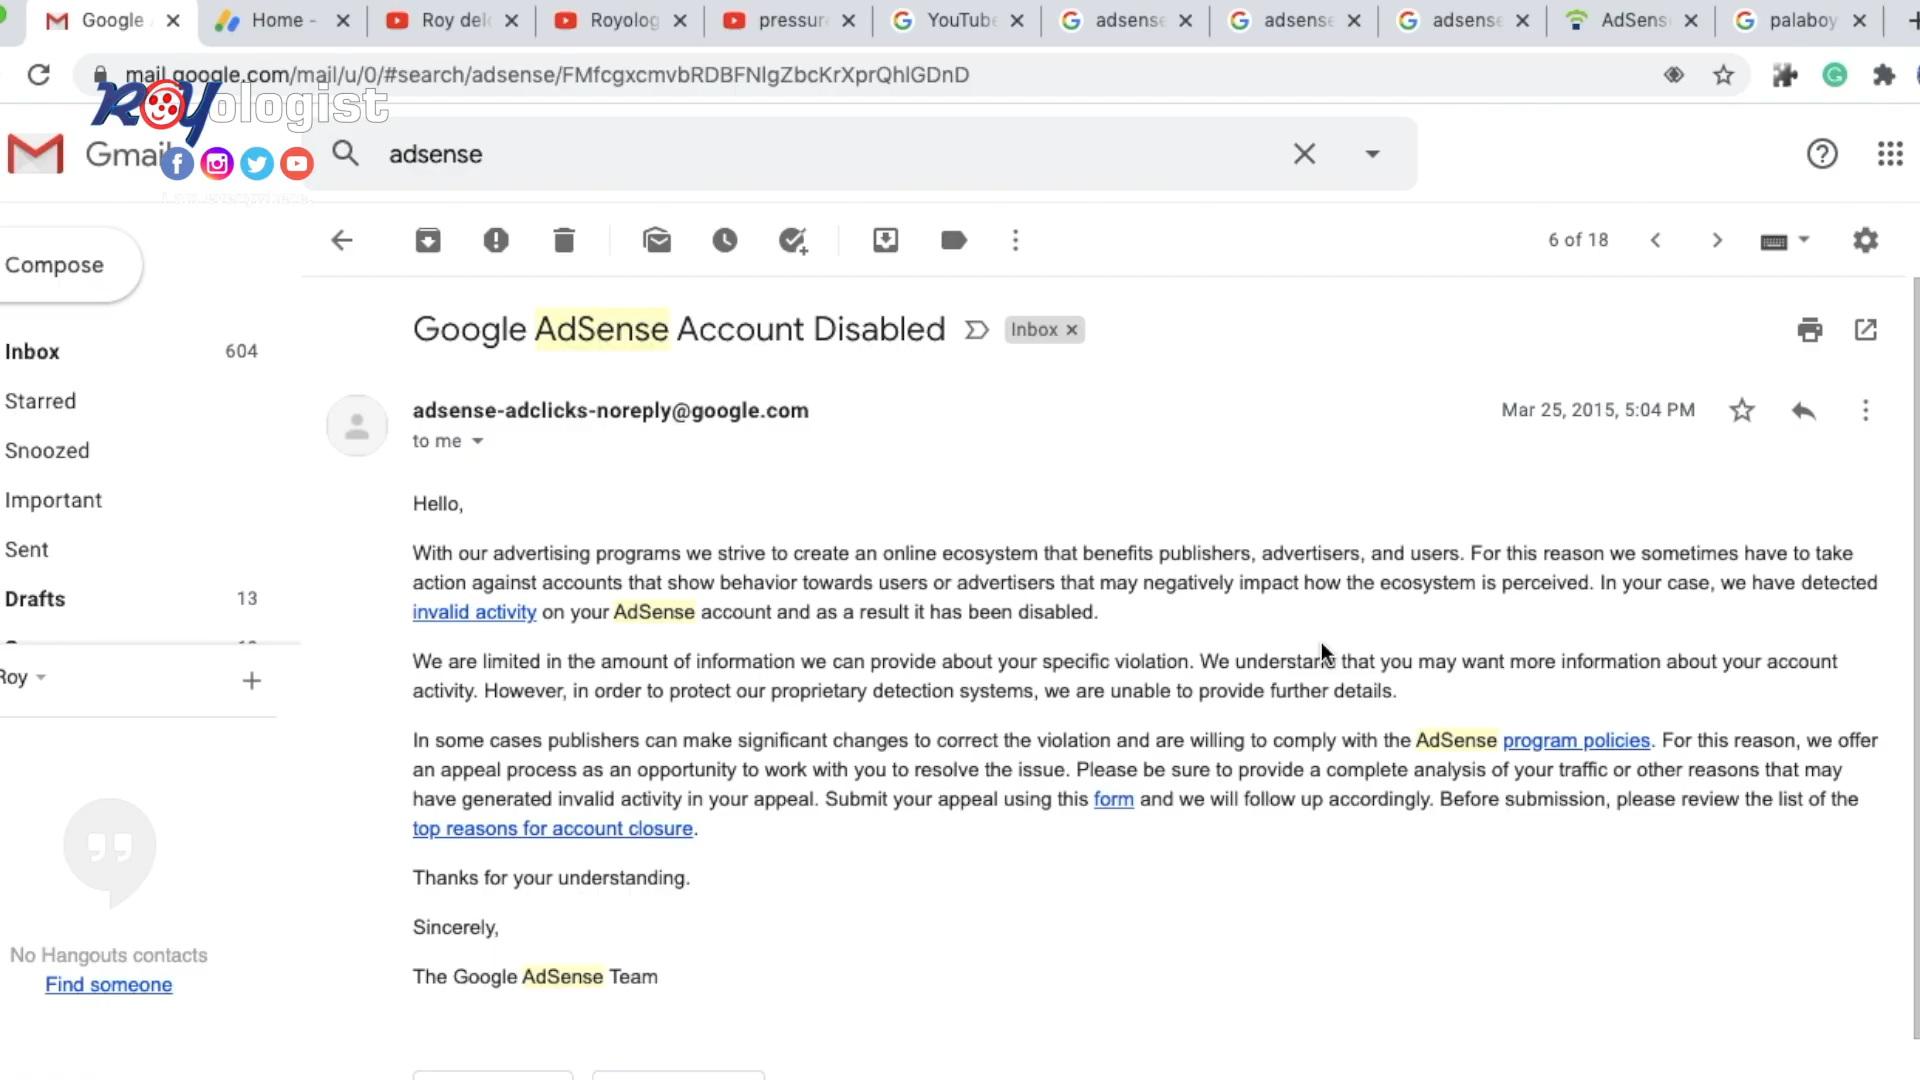 Google
Home -
Roy del
Royolog
pressur
YouTub
adsens
adsens
adsens
AdSens
palaboy
mail.google.com/mail/u/0/#search/adsense/FMfcgxcmvbRDBFNlgZbcKrXprQhlGDnD
Royologist
Gmail
adsense
6 of 18
Compose
Google AdSense Account Disabled
Inbox
Inbox 604
adsense-adclicks-noreply@google.com
Mar 25, 2015, 5:04 PM
to me
Starred
Snoozed
Important
Sent
Drafts 13
Roy
Hello,
With our advertising programs we strive to create an online ecosystem that benefits publishers, advertisers, and users. For this reason we sometimes have to take
action against accounts that show behavior towards users or advertisers that may negatively impact how the ecosystem is perceived. In your case, we have detected
invalid activity on your AdSense account and as a result it has been disabled.
We are limited in the amount of information we can provide about your specific violation. We understand that you may want more information about your account
activity. However, in order to protect our proprietary detection systems, we are unable to provide further details.
In some cases publishers can make significant changes to correct the violation and are willing to comply with the AdSense program policies. For this reason, we offer
an appeal process as an opportunity to work with you to resolve the issue. Please be sure to provide a complete analysis of your traffic or other reasons that may
have generated invalid activity in your appeal. Submit your appeal using this form and we will follow up accordingly. Before submission, please review the list of the
top reasons for account closure.
Thanks for your understanding.
Sincerely,
The Google AdSense Team
No Hangouts contacts
Find someone